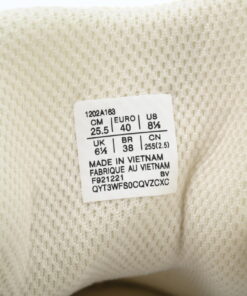 1202A163
CM EURO US
25.5 40 8½
UK BR CN
6½ 38 255(2.5)
MADE IN VIETNAM
FABRIQUE AU VIETNAM
F921221 BV
QYT3WFS0CQVZCXC